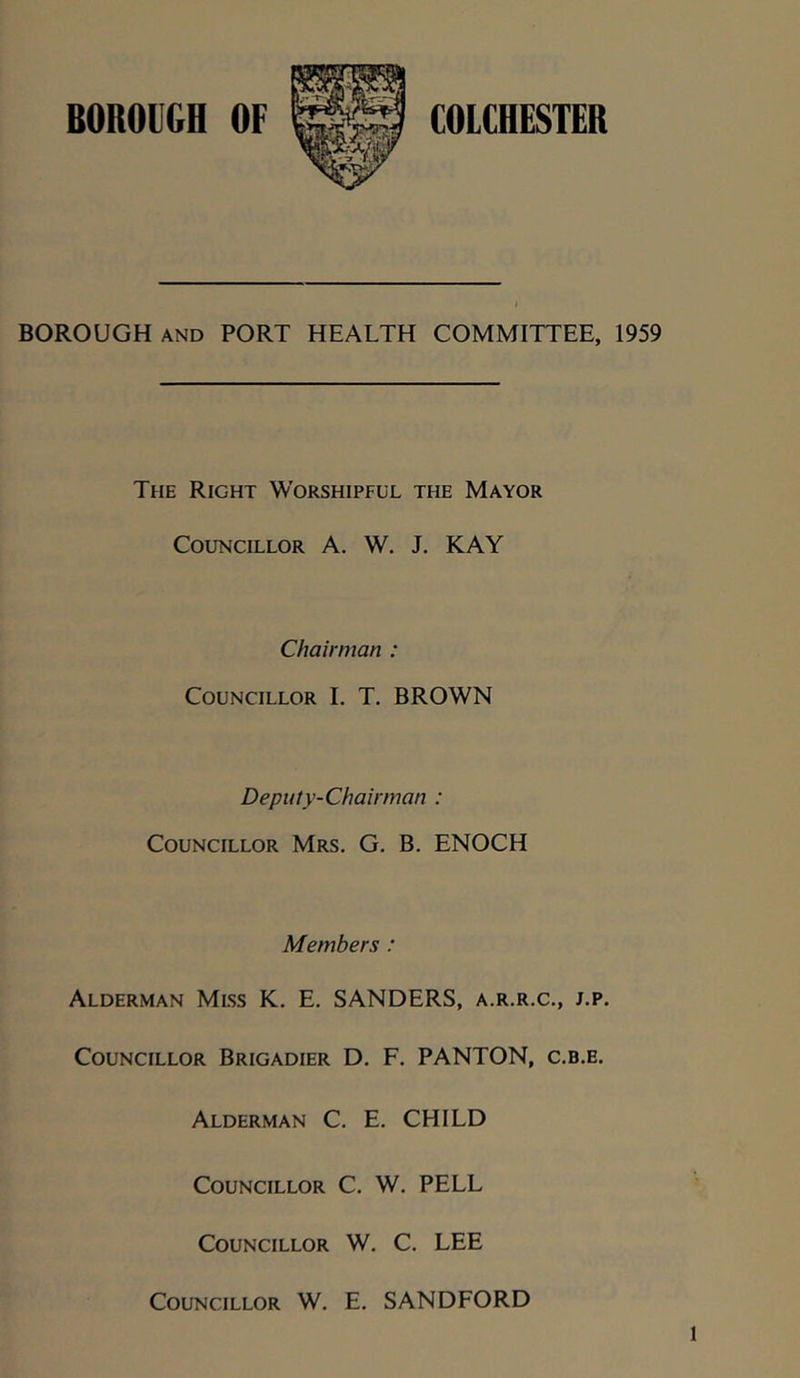 BOROUGH OF COLCHESTER
BOROUGH AND PORT HEALTH COMMITTEE, 1959
THE RIGHT WORSHIPFUL THE MAYOR
COUNCILLOR A. W. J. KAY
Chairman :
COUNCILLOR I. T. BROWN
Deputy-Chairman :
COUNCILLOR MRS. G. B. ENOCH
Members :
ALDERMAN MISS K. E. SANDERS, A.R.R.C., J.P.
COUNCILLOR BRIGADIER D. F. PANTON, C.B.E.
ALDERMAN C. E. CHILD
COUNCILLOR C. W. PELL
COUNCILLOR W. C. LEE
COUNCILLOR W. E. SANDFORD
1